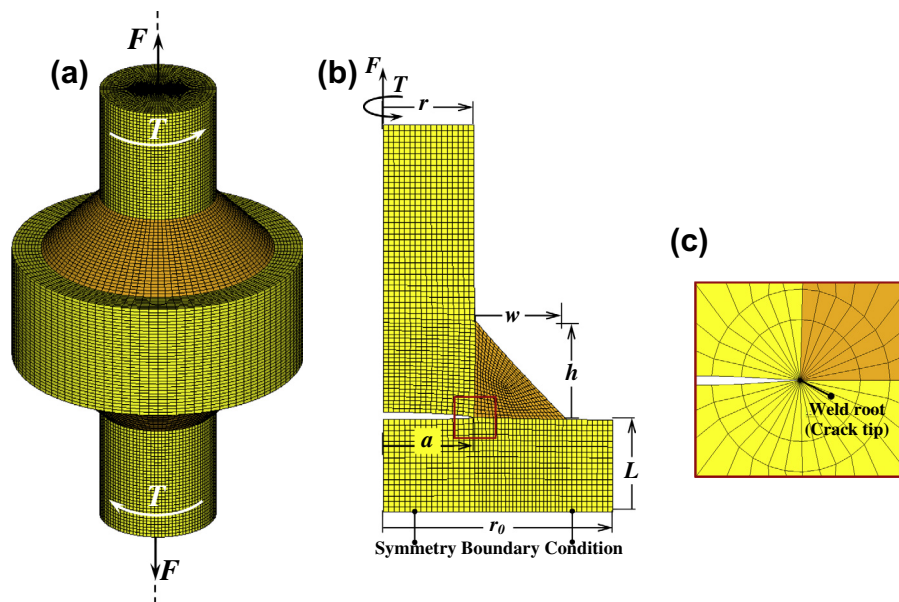 (a)
F
T
T
F
(b)
F
T
r
w
h
a
L
r₀
Symmetry Boundary Condition
(c)
Weld root
(Crack tip)